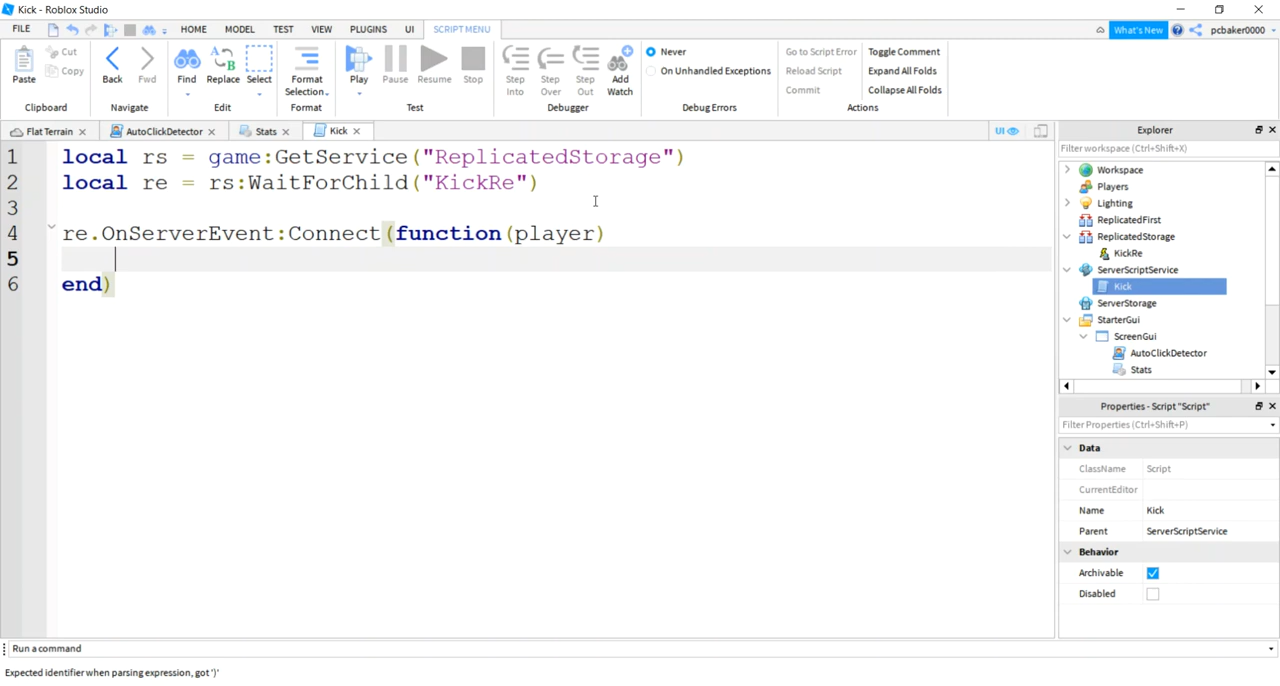 Kick - Roblox Studio
FILE HOME MODEL TEST VIEW PLUGINS UI SCRIPT MENU What's New pcbaker0000
Paste Cut Copy Back Fwd Find Replace Select Format Selection Play Pause Resume Stop Step Into Step Over Step Out Add Watch Never On Unhandled Exceptions Go to Script Error Reload Script Commit Toggle Comment Expand All Folds Collapse All Folds
Clipboard Navigate Edit Format Test Debugger Debug Errors Actions
Flat Terrain AutoClickDetector Stats Kick UI
1 local rs = game:GetService("ReplicatedStorage")
2 local re = rs:WaitForChild("KickRe")
3
4 re.OnServerEvent:Connect(function(player)
5
6 end)
Explorer
Filter workspace (Ctrl+Shift+X)
Workspace
Players
Lighting
ReplicatedFirst
ReplicatedStorage
KickRe
ServerScriptService
Kick
ServerStorage
StarterGui
ScreenGui
AutoClickDetector
Stats
Properties - Script "Script"
Filter Properties (Ctrl+Shift+P)
Data
ClassName Script
CurrentEditor
Name Kick
Parent ServerScriptService
Behavior
Archivable
Disabled
Run a command
Expected identifier when parsing expression, got ')'